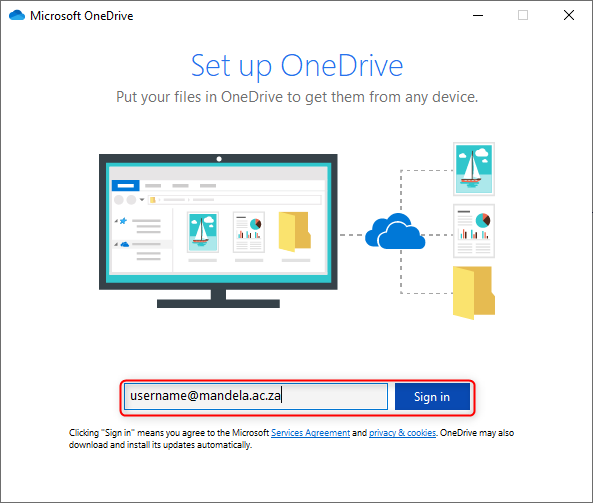 Microsoft OneDrive
Set up OneDrive
Put your files in OneDrive to get them from any device.
username@mandela.ac.za
Sign in
Clicking "Sign in" means you agree to the Microsoft Services Agreement and privacy & cookies. OneDrive may also
download and install its updates automatically.